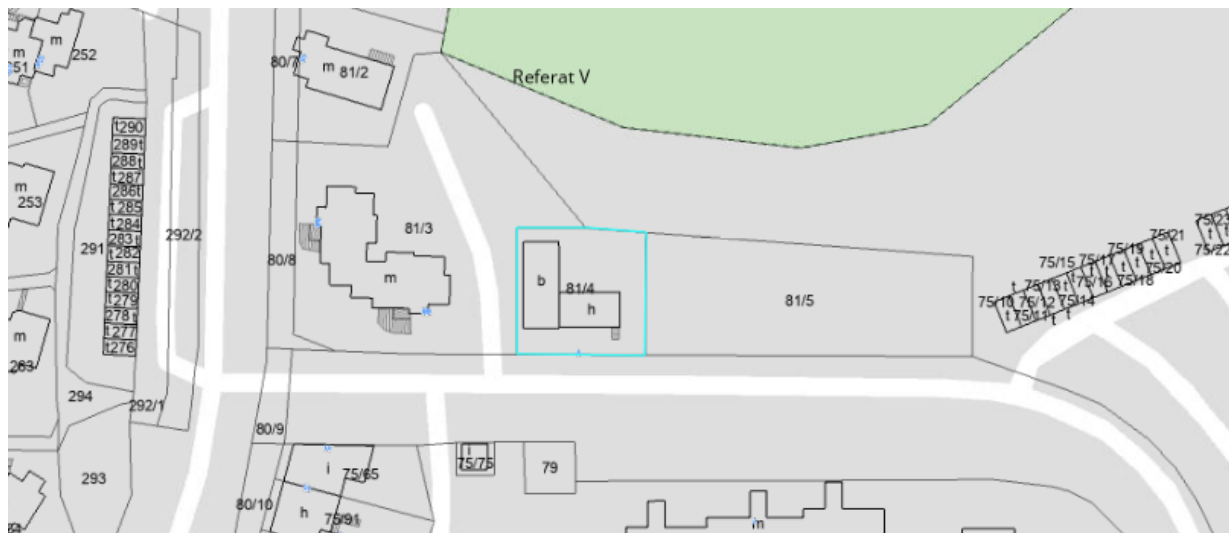 m
252
51
m
80/7
m
81/2
Referat V
t290
289t
288t
t287
286t
t285
t284
283t
t282
281t
t280
t279
278t
t277
t276
m
253
291
292/2
80/8
81/3
m
b
81/4
h
81/5
75/21
75/19
75/17
75/15
75/13
75/10
75/12
75/11
75/14
75/16
75/18
75/20
75/22
t
t
t
t
t
t
t
m
263
294
292/1
80/9
293
80/10
i
75/65
h
75/91
i
75/75
79
m